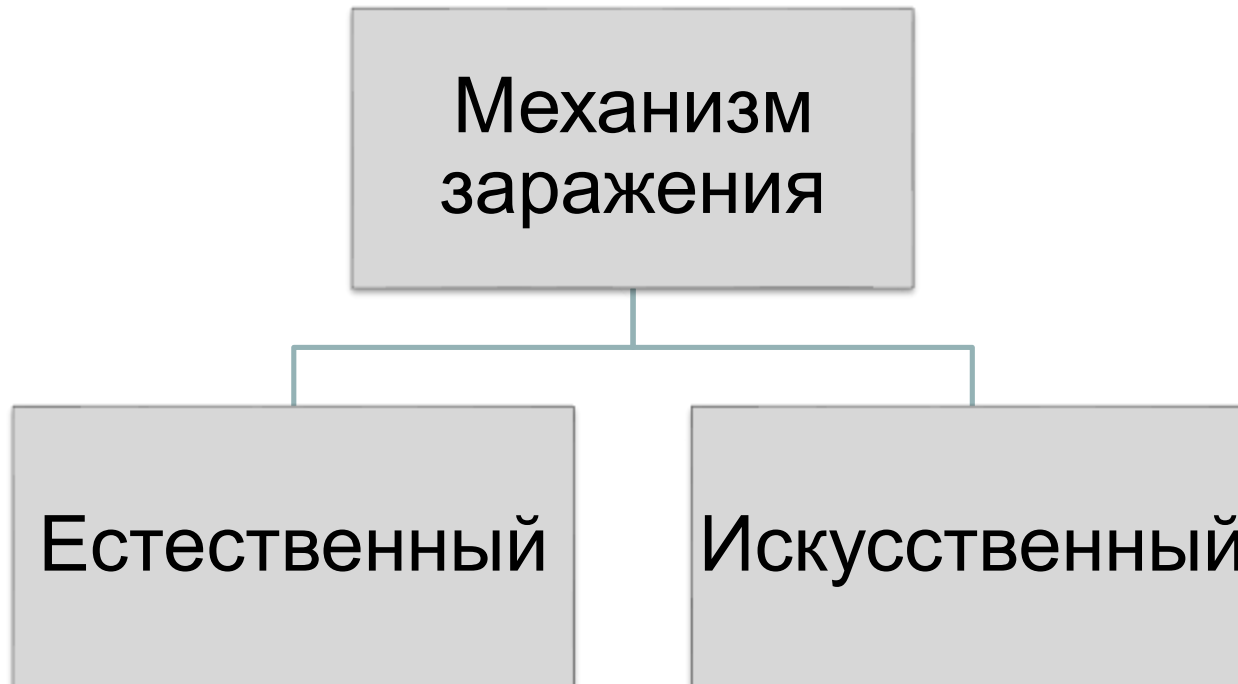 Механизм
заражения
Естественный
Искусственный